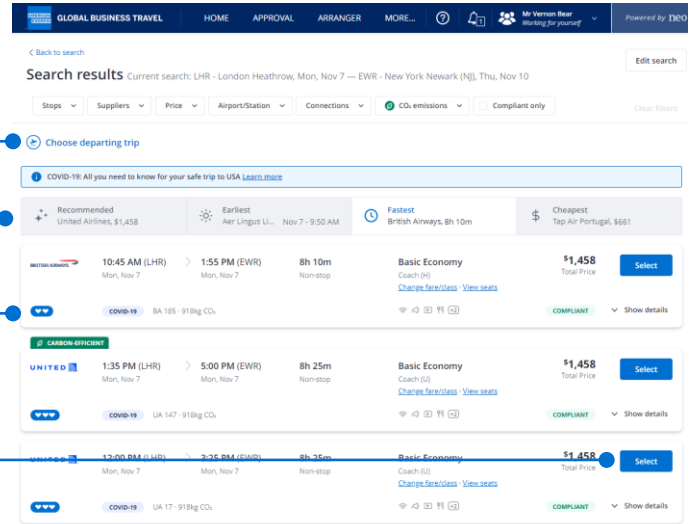 AMERICAN EXPRESS GLOBAL BUSINESS TRAVEL HOME APPROVAL ARRANGER MORE... 1 Mr Vernon Bear Working for yourself Powered by neo
< Back to search
Edit search
Search results Current search: LHR - London Heathrow, Mon, Nov 7 — EWR - New York Newark (NJ), Thu, Nov 10
Stops Suppliers Price Airport/Station Connections CO₂ emissions Compliant only Clear filters
Choose departing trip
COVID-19: All you need to know for your safe trip to USA Learn more
Recommended Earliest Fastest Cheapest
United Airlines, $1,458 Aer Lingus Li... Nov 7 - 9:50 AM British Airways, 8h 10m Tap Air Portugal, $661
BRITISH AIRWAYS 10:45 AM (LHR) 1:55 PM (EWR) 8h 10m Basic Economy $1,458 Select
Mon, Nov 7 Mon, Nov 7 Non-stop Coach (H) Total Price
Change fare/class · View seats
COVID-19 BA 185 - 918kg CO₂ +2 COMPLIANT Show details
CARBON-EFFICIENT
UNITED 1:35 PM (LHR) 5:00 PM (EWR) 8h 25m Basic Economy $1,458 Select
Mon, Nov 7 Mon, Nov 7 Non-stop Coach (U) Total Price
Change fare/class · View seats
COVID-19 UA 147 - 918kg CO₂ +2 COMPLIANT Show details
UNITED 12:00 PM (LHR) 3:25 PM (EWR) 8h 25m Basic Economy $1,458 Select
Mon, Nov 7 Mon, Nov 7 Non-stop Coach (U) Total Price
Change fare/class · View seats
COVID-19 UA 17 - 918kg CO₂ +2 COMPLIANT Show details